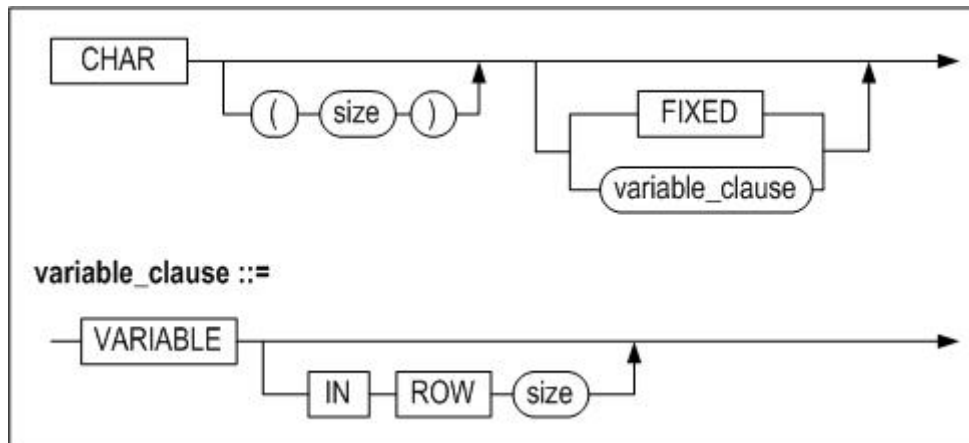 CHAR
( size )
FIXED
variable_clause
variable_clause ::=
VARIABLE
IN ROW size